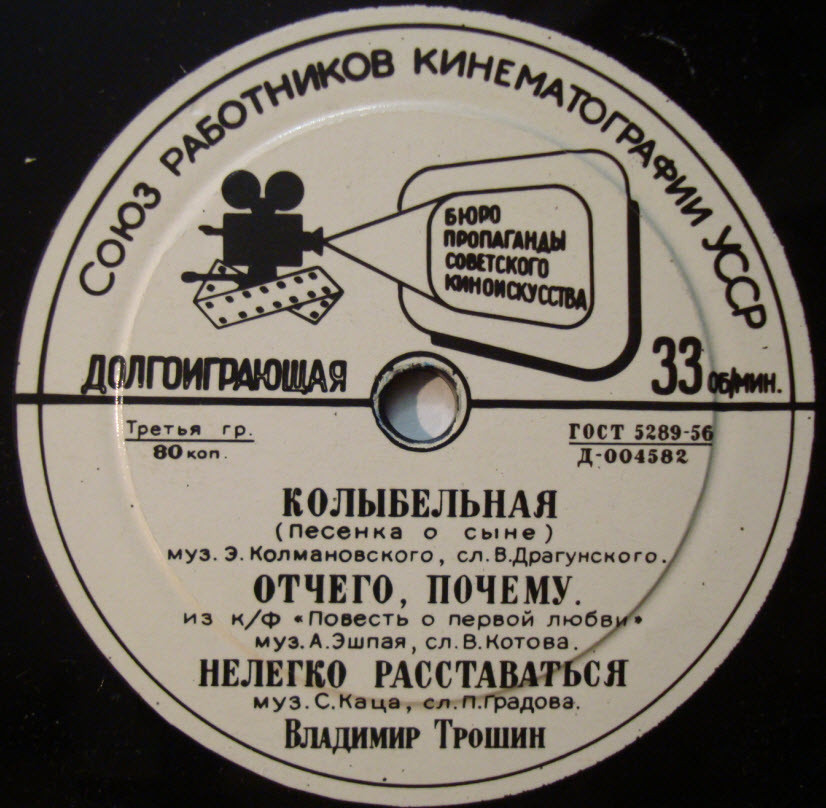 СОЮЗ РАБОТНИКОВ КИНЕМАТОГРАФИИ УССР
БЮРО
ПРОПАГАНДЫ
СОВЕТСКОГО
КИНОИСКУССТВА
ДОЛГОИГРАЮЩАЯ
33 ОБ/МИН.
Третья гр.
80 коп.
ГОСТ 5289-56
Д-004582
КОЛЫБЕЛЬНАЯ
(Песенка о сыне)
муз. Э.Колмановского, сл. В.Драгунского.
ОТЧЕГО, ПОЧЕМУ.
из к/ф «Повесть о первой любви»
муз. А.Эшпая, сл. В.Котова.
НЕЛЕГКО РАССТАВАТЬСЯ
муз. С.Каца, сл. П.Градова.
Владимир Трошин